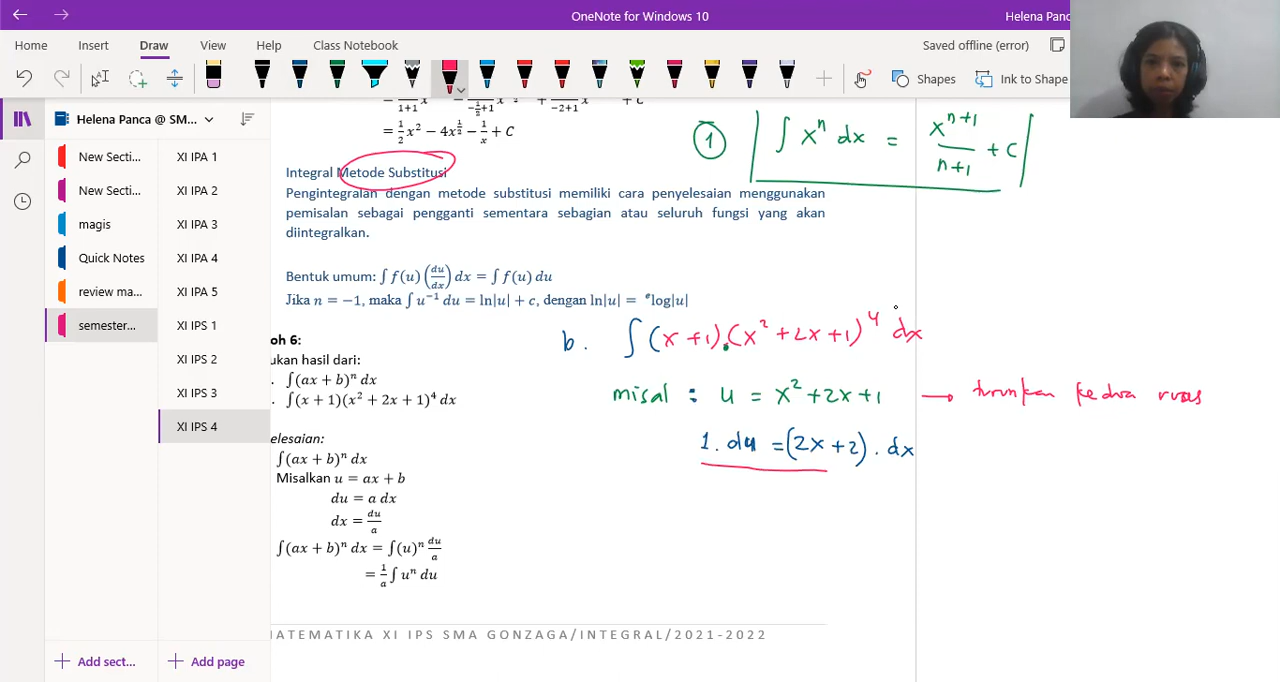 OneNote for Windows 10
Helena Panca
Home Insert Draw View Help Class Notebook
Saved offline (error)
Shapes
Ink to Shape
Helena Panca @ SM...
New Secti...
New Secti...
magis
Quick Notes
review ma...
semester...
XI IPA 1
XI IPA 2
XI IPA 3
XI IPA 4
XI IPA 5
XI IPS 1
XI IPS 2
XI IPS 3
XI IPS 4
Add sect...
Add page
= 1/2 x² − 4x^(1/2) − 1/x + C
Integral Metode Substitusi
Pengintegralan dengan metode substitusi memiliki cara penyelesaian menggunakan
pemisalan sebagai pengganti sementara sebagian atau seluruh fungsi yang akan
diintegralkan.
Bentuk umum: ∫ f(u) (du/dx) dx = ∫ f(u) du
Jika n = −1, maka ∫ u⁻¹ du = ln|u| + c, dengan ln|u| = ᵉlog|u|
oh 6:
ukan hasil dari:
. ∫(ax + b)ⁿ dx
. ∫(x + 1)(x² + 2x + 1)⁴ dx
elesaian:
∫(ax + b)ⁿ dx
Misalkan u = ax + b
du = a dx
dx = du/a
∫(ax + b)ⁿ dx = ∫(u)ⁿ du/a
= 1/a ∫ uⁿ du
ATEMATIKA XI IPS SMA GONZAGA/INTEGRAL/2021-2022
① ∫ xⁿ dx = x^(n+1)/(n+1) + c
b. ∫ (x + 1).(x² + 2x + 1)⁴ dx
misal : u = x² + 2x + 1 → turunkan kedua ruas
1. du = (2x + 2) . dx